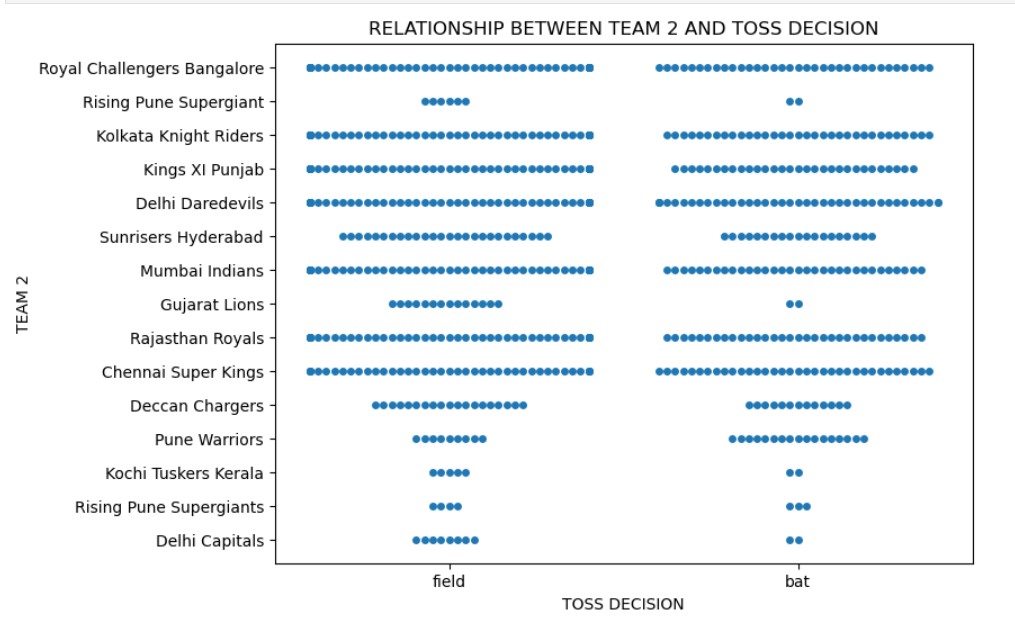 RELATIONSHIP BETWEEN TEAM 2 AND TOSS DECISION
Royal Challengers Bangalore
Rising Pune Supergiant
Kolkata Knight Riders
Kings XI Punjab
Delhi Daredevils
Sunrisers Hyderabad
Mumbai Indians
Gujarat Lions
Rajasthan Royals
Chennai Super Kings
Deccan Chargers
Pune Warriors
Kochi Tuskers Kerala
Rising Pune Supergiants
Delhi Capitals
TEAM 2
field bat
TOSS DECISION